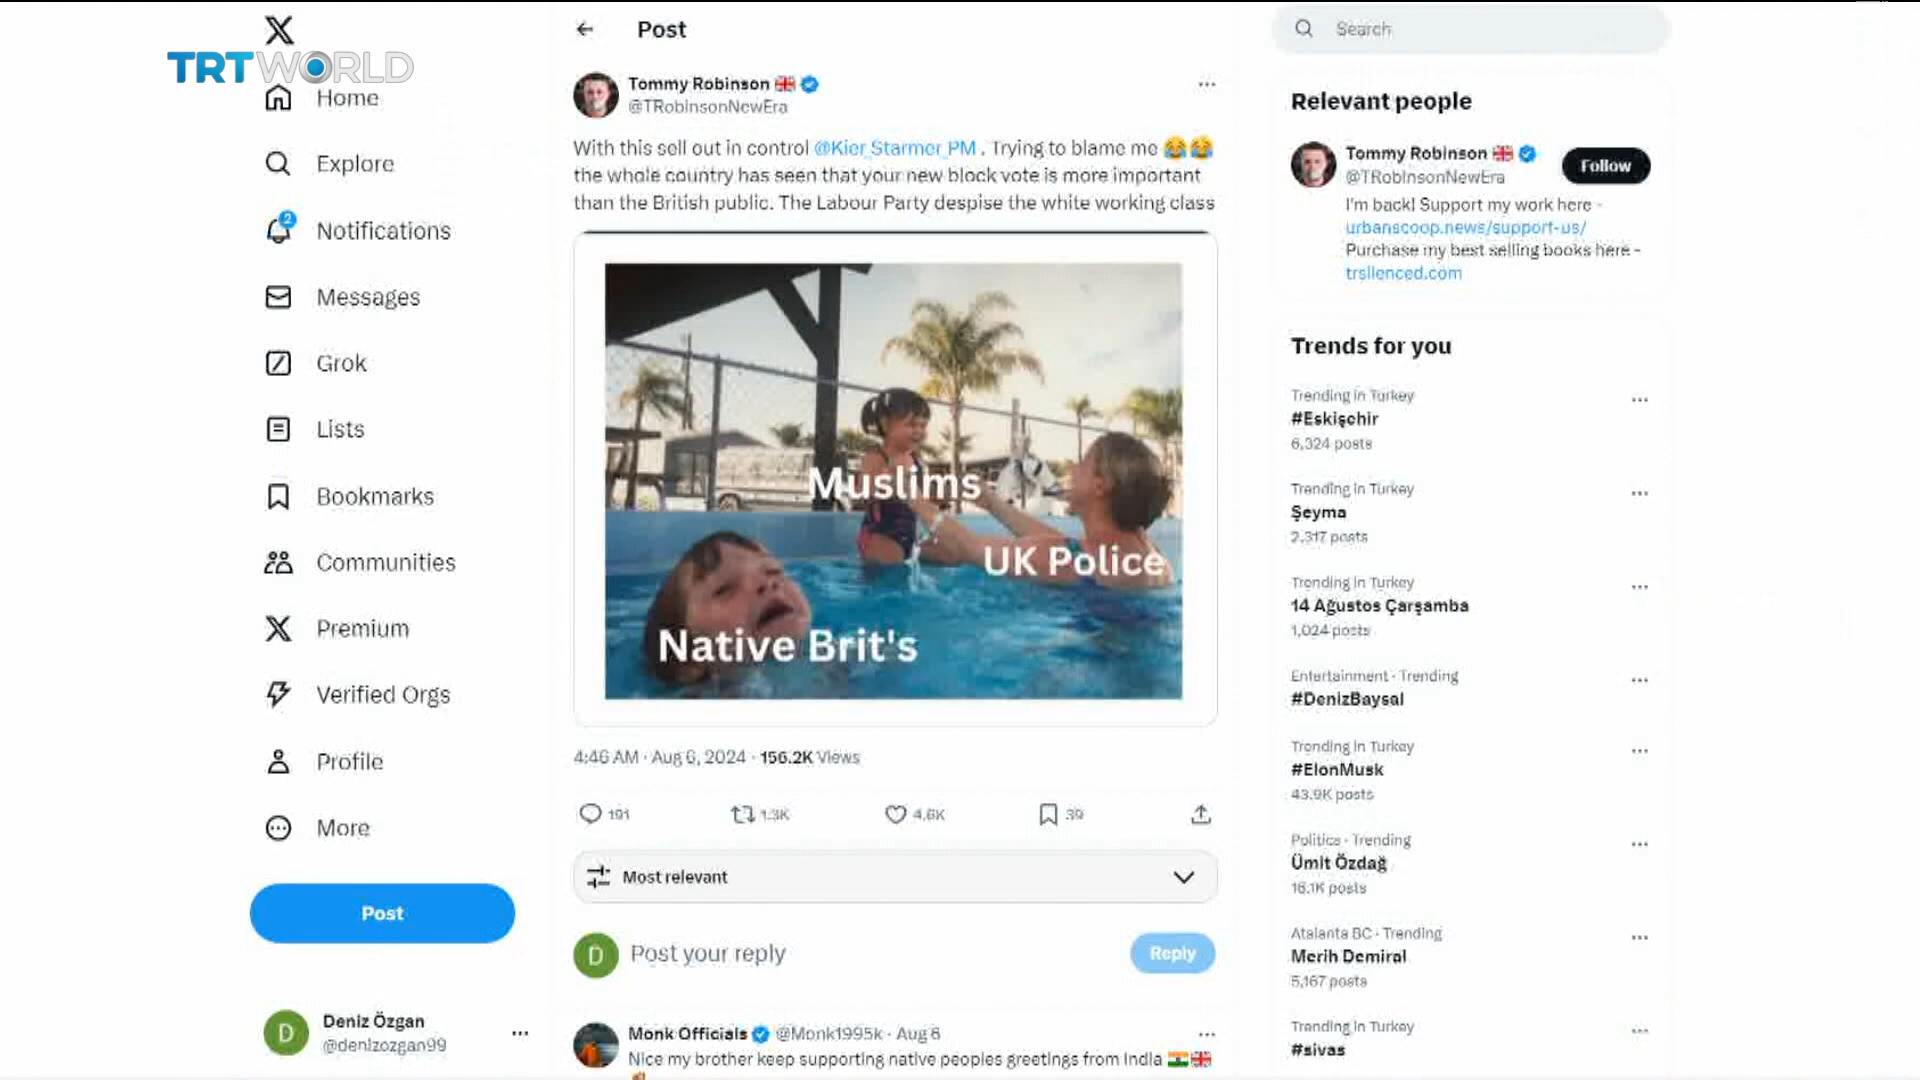 TRT WORLD
Home
Explore
2
Notifications
Messages
Grok
Lists
Bookmarks
Communities
Premium
Verified Orgs
Profile
More
Post
D
Deniz Özgan
@denizozgan99
Post
Tommy Robinson
@TRobinsonNewEra
With this sell out in control @Kier_Starmer_PM . Trying to blame me
the whole country has seen that your new block vote is more important
than the British public. The Labour Party despise the white working class
Muslims
UK Police
Native Brit's
4:46 AM · Aug 6, 2024 · 156.2K Views
191 1.3K 4.6K 39
Most relevant
D
Post your reply
Reply
Monk Officials @Monk1995k · Aug 6
Nice my brother keep supporting native peoples greetings from India
Search
Relevant people
Tommy Robinson
@TRobinsonNewEra
Follow
I'm back! Support my work here -
urbanscoop.news/support-us/
Purchase my best selling books here -
trsilenced.com
Trends for you
Trending in Turkey
#Eskişehir
6,324 posts
Trending in Turkey
Şeyma
2,317 posts
Trending in Turkey
14 Ağustos Çarşamba
1,024 posts
Entertainment · Trending
#DenizBaysal
Trending in Turkey
#ElonMusk
43.9K posts
Politics · Trending
Ümit Özdağ
16.1K posts
Atalanta BC · Trending
Merih Demiral
5,167 posts
Trending in Turkey
#sivas